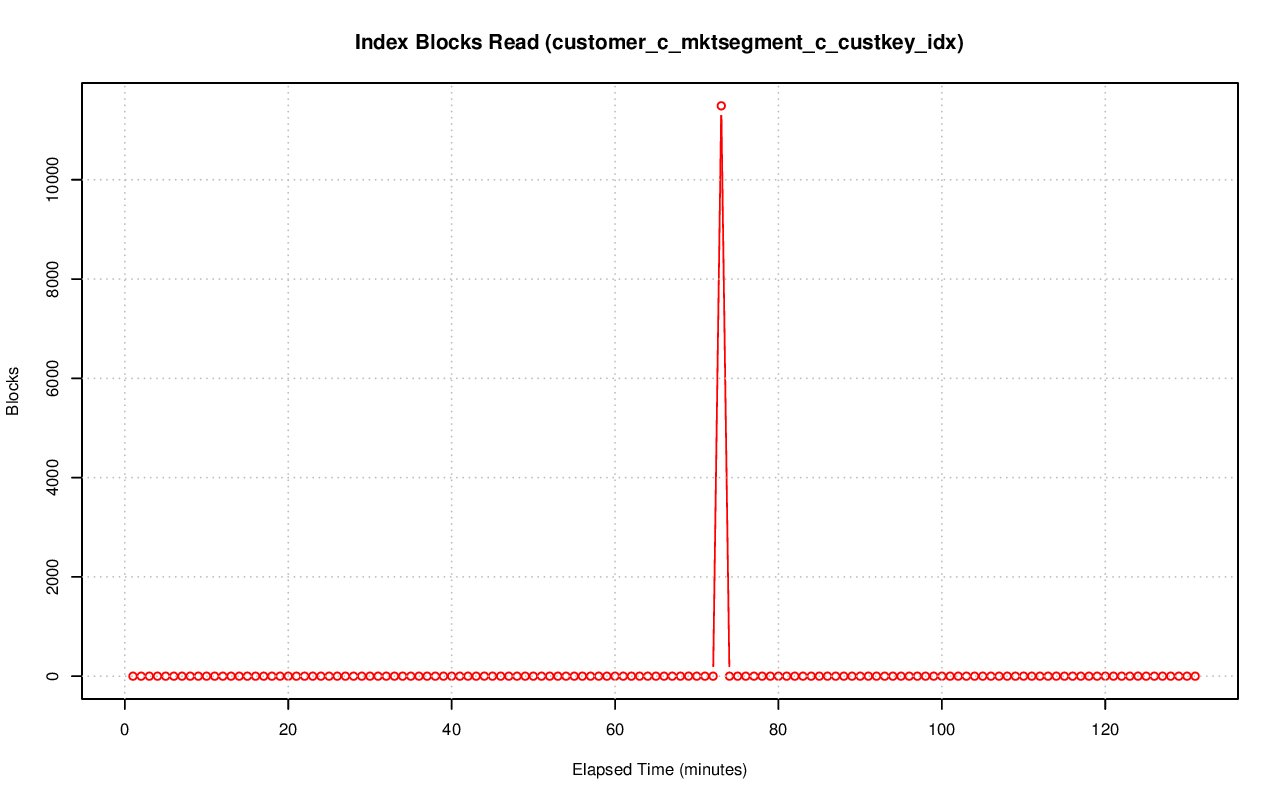 Index Blocks Read (customer_c_mktsegment_c_custkey_idx)
Blocks
10000
8000
6000
4000
2000
0
0 20 40 60 80 100 120
Elapsed Time (minutes)